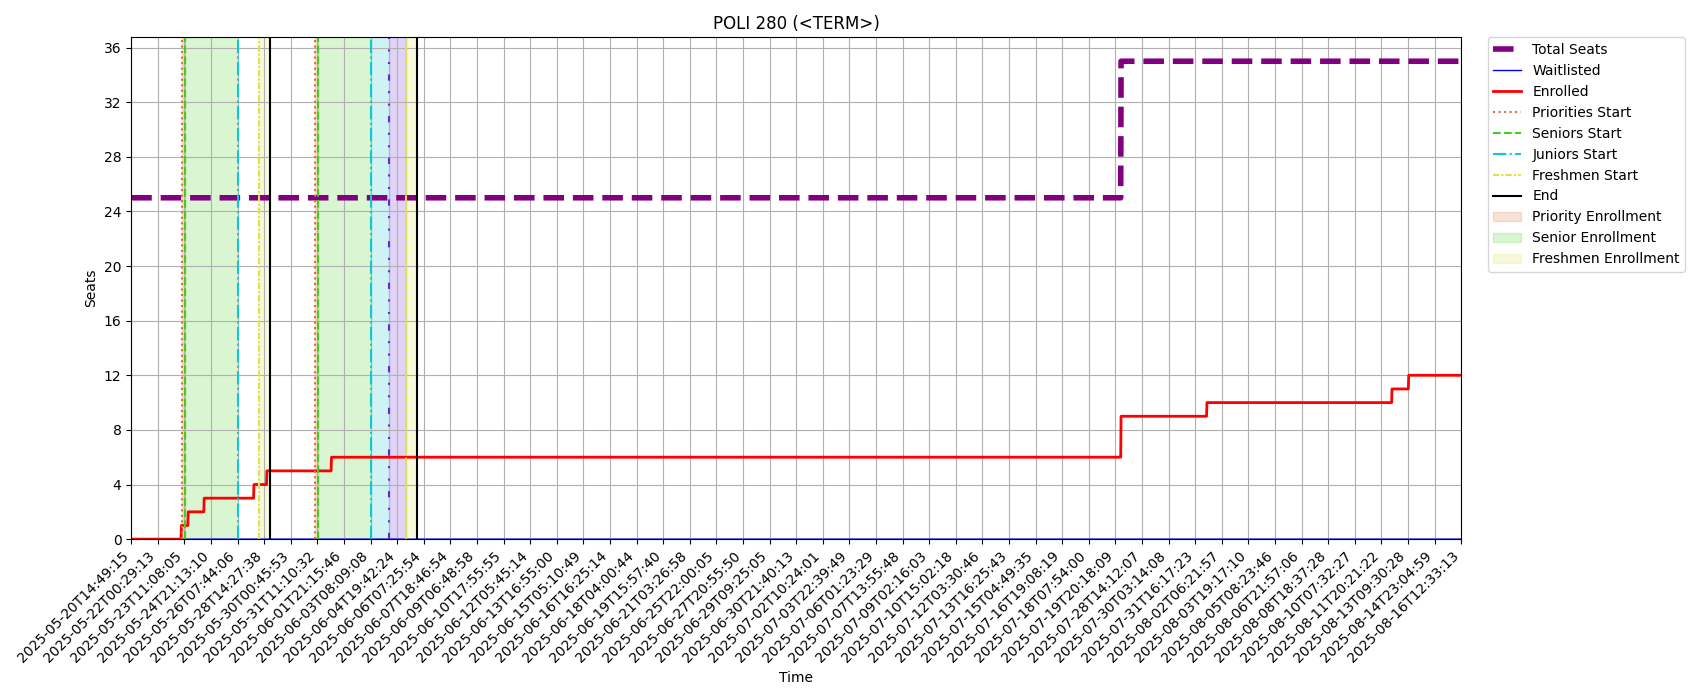 POLI 280 (<TERM>)
Seats
36
32
28
24
20
16
12
8
4
0
2025-05-20T14:49:15
2025-05-22T00:29:13
2025-05-23T11:08:05
2025-05-24T21:13:10
2025-05-26T07:44:06
2025-05-28T14:27:38
2025-05-30T00:45:53
2025-05-31T11:10:32
2025-06-01T21:15:46
2025-06-03T08:09:08
2025-06-04T19:42:24
2025-06-06T07:25:54
2025-06-07T18:46:54
2025-06-09T06:48:58
2025-06-10T17:55:55
2025-06-12T05:45:14
2025-06-13T16:55:00
2025-06-15T05:10:49
2025-06-16T16:25:14
2025-06-18T04:00:44
2025-06-19T15:57:40
2025-06-21T03:26:58
2025-06-25T22:00:05
2025-06-27T20:55:50
2025-06-29T09:25:05
2025-06-30T21:40:13
2025-07-02T10:24:01
2025-07-03T22:39:49
2025-07-06T01:23:29
2025-07-07T13:55:48
2025-07-09T02:16:03
2025-07-10T15:02:18
2025-07-12T03:30:46
2025-07-13T16:25:43
2025-07-15T04:49:35
2025-07-16T19:08:19
2025-07-18T07:54:00
2025-07-19T20:18:09
2025-07-28T14:12:07
2025-07-30T03:14:08
2025-07-31T16:17:23
2025-08-02T06:21:57
2025-08-03T19:17:10
2025-08-05T08:23:46
2025-08-06T21:57:06
2025-08-08T18:37:28
2025-08-10T07:32:27
2025-08-11T20:21:22
2025-08-13T09:30:28
2025-08-14T23:04:59
2025-08-16T12:33:13
Time
Total Seats
Waitlisted
Enrolled
Priorities Start
Seniors Start
Juniors Start
Freshmen Start
End
Priority Enrollment
Senior Enrollment
Freshmen Enrollment